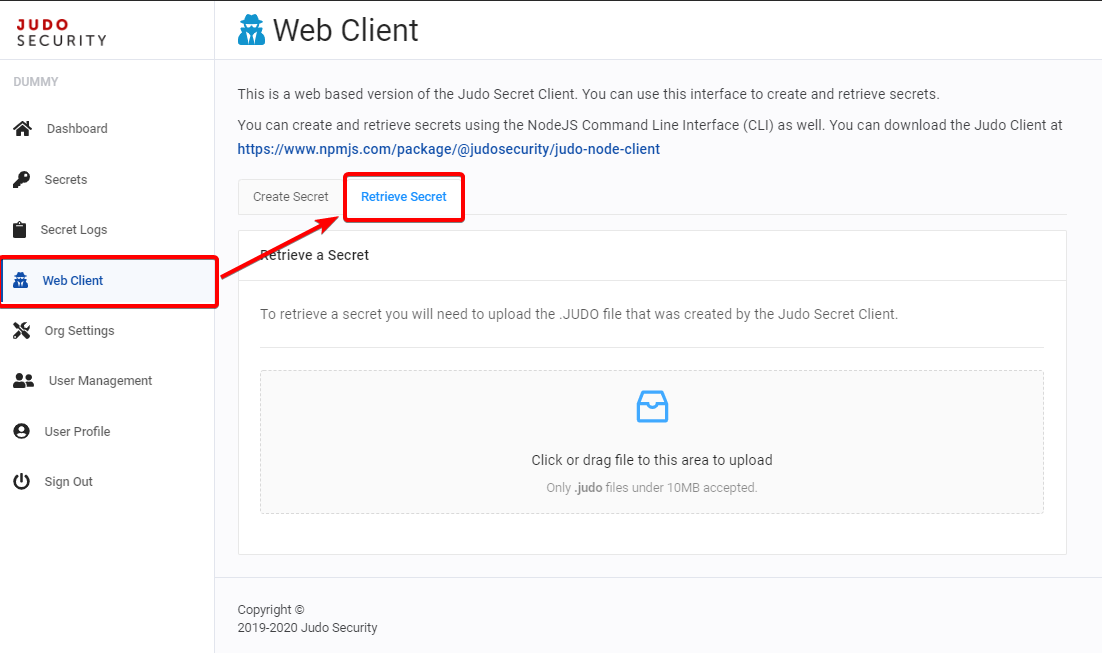 JUDO
SECURITY
Web Client
DUMMY
Dashboard
Secrets
Secret Logs
Web Client
Org Settings
User Management
User Profile
Sign Out
This is a web based version of the Judo Secret Client. You can use this interface to create and retrieve secrets.
You can create and retrieve secrets using the NodeJS Command Line Interface (CLI) as well. You can download the Judo Client at
https://www.npmjs.com/package/@judosecurity/judo-node-client
Create Secret
Retrieve Secret
Retrieve a Secret
To retrieve a secret you will need to upload the .JUDO file that was created by the Judo Secret Client.
Click or drag file to this area to upload
Only .judo files under 10MB accepted.
Copyright ©
2019-2020 Judo Security